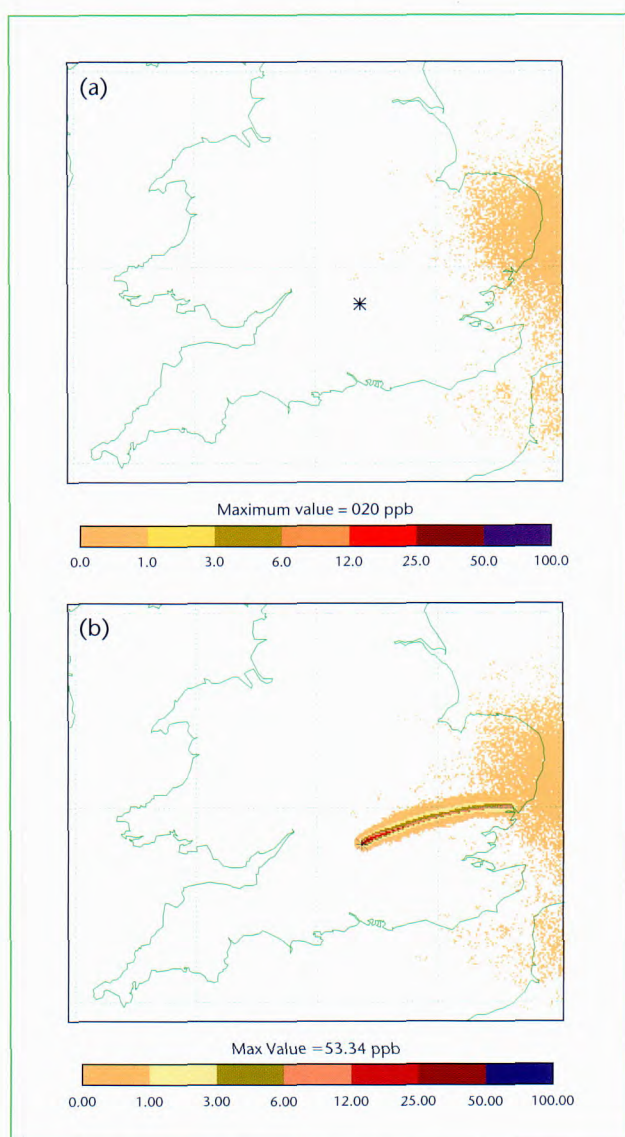 (a)
Maximum value = 020 ppb
0.0 1.0 3.0 6.0 12.0 25.0 50.0 100.0
(b)
Max Value =53.34 ppb
0.00 1.00 3.00 6.00 12.00 25.00 50.00 100.00